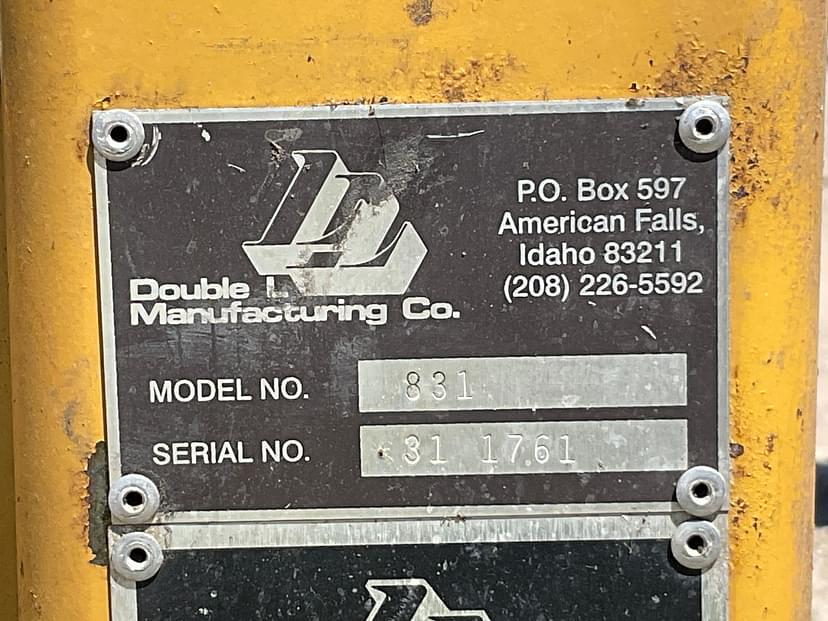 P.O. Box 597
American Falls,
Idaho 83211
(208) 226-5592
Double L
Manufacturing Co.
MODEL NO. 831
SERIAL NO. 31 1761